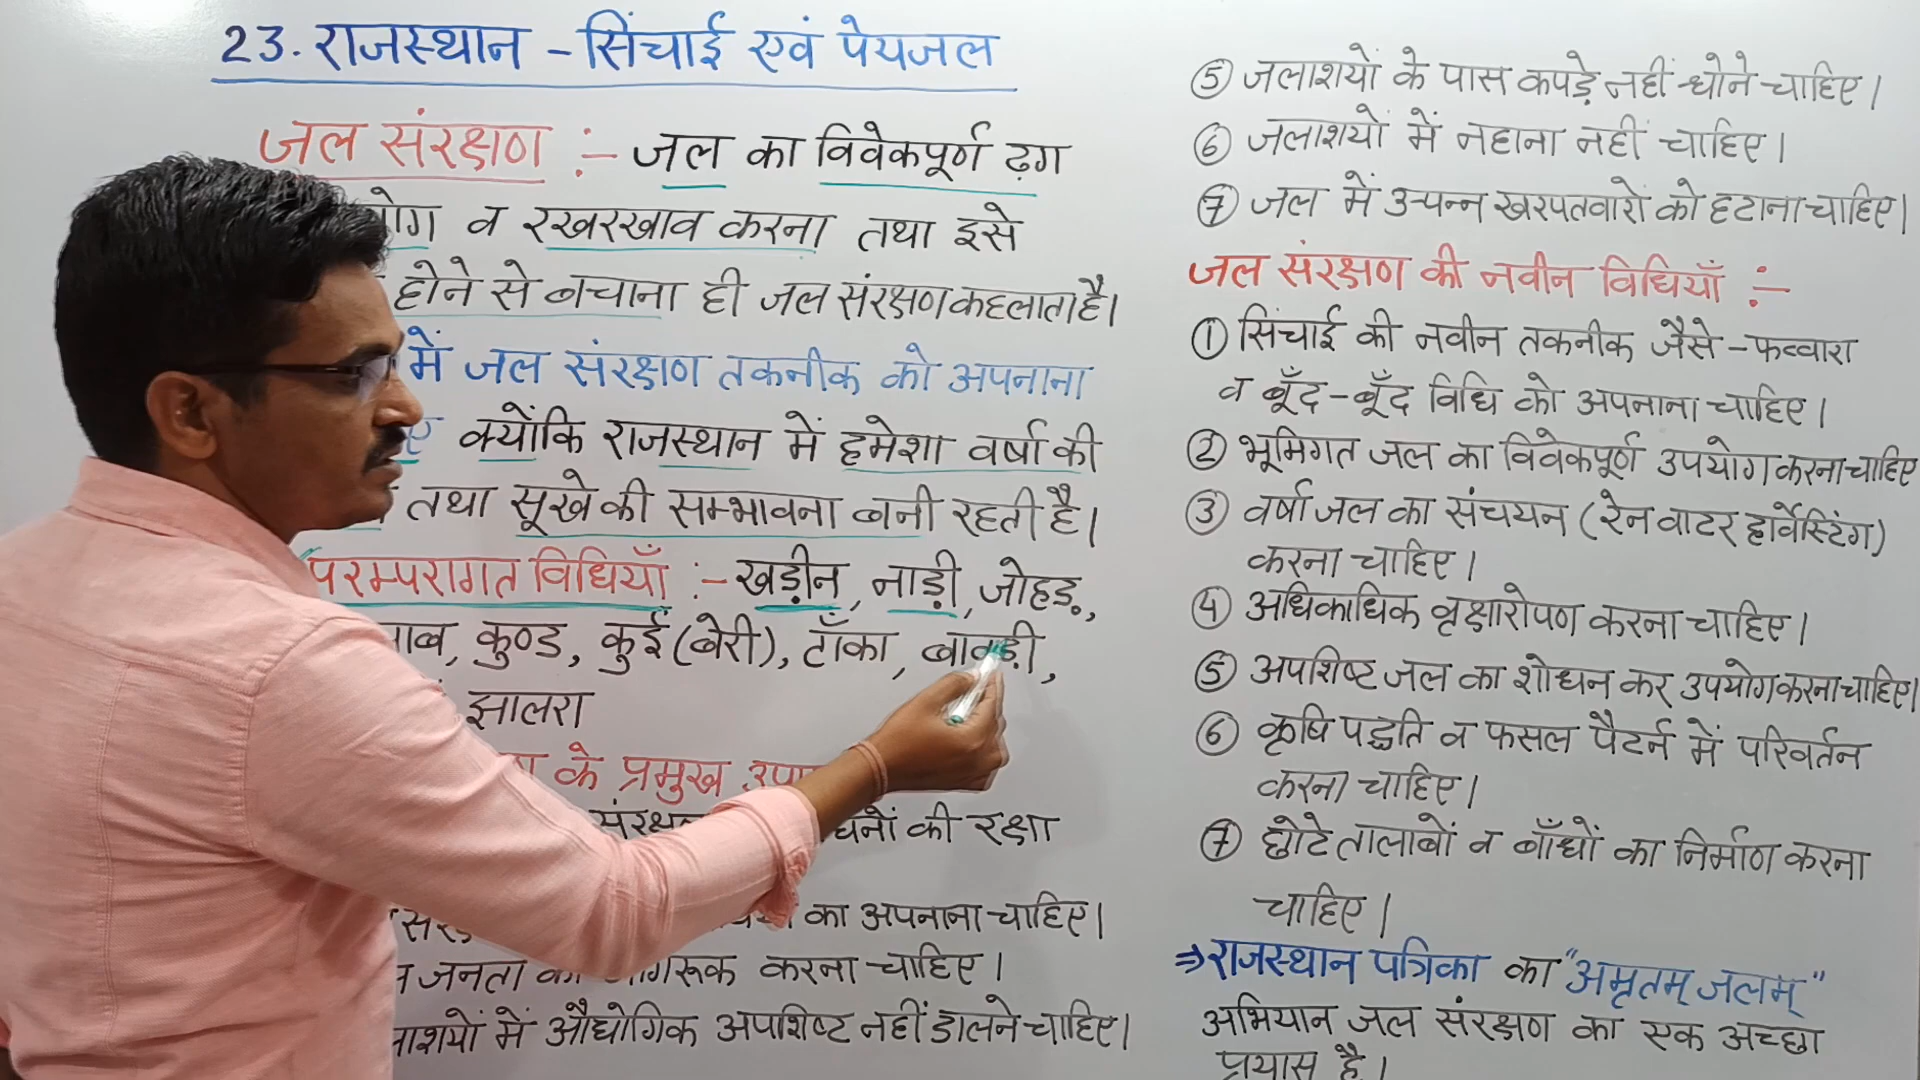 23. राजस्थान - सिंचाई एवं पेयजल
जल संरक्षण :- जल का विवेकपूर्ण ढ़ग
व रखरखाव करना तथा इसे
होने से बचाना ही जल संरक्षण कहलाता है।
में जल संरक्षण तकनीक को अपनाना
क्योंकि राजस्थान में हमेशा वर्षा की
तथा सूखे की सम्भावना बनी रहती है।
परम्परागत विधियाँ :- खड़ीन, नाड़ी, जोहड़,
कुण्ड, कुई (बेरी), टाँका, बावड़ी,
झालरा
के प्रमुख
की रक्षा
का अपनाना चाहिए।
जनता करना चाहिए।
में औद्योगिक अपशिष्ट नहीं डालने चाहिए।
⑤ जलाशयों के पास कपड़े नहीं धोने चाहिए।
⑥ जलाशयों में नहाना नहीं चाहिए।
⑦ जल में उत्पन्न खरपतवारों को हटाना चाहिए।
जल संरक्षण की नवीन विधियाँ :-
① सिंचाई की नवीन तकनीक जैसे - फव्वारा
व बूँद-बूँद विधि को अपनाना चाहिए।
② भूमिगत जल का विवेकपूर्ण उपयोग करना चाहिए
③ वर्षा जल का संचयन (रेन वाटर हार्वेस्टिंग)
करना चाहिए।
④ अधिकाधिक वृक्षारोपण करना चाहिए।
⑤ अपशिष्ट जल का शोधन कर उपयोग करना चाहिए।
⑥ कृषि पद्धति व फसल पैटर्न में परिवर्तन
करना चाहिए।
⑦ छोटे तालाबों व बाँधों का निर्माण करना
चाहिए।
⇒ राजस्थान पत्रिका का "अमृतम् जलम्"
अभियान जल संरक्षण का एक अच्छा
प्रयास है।